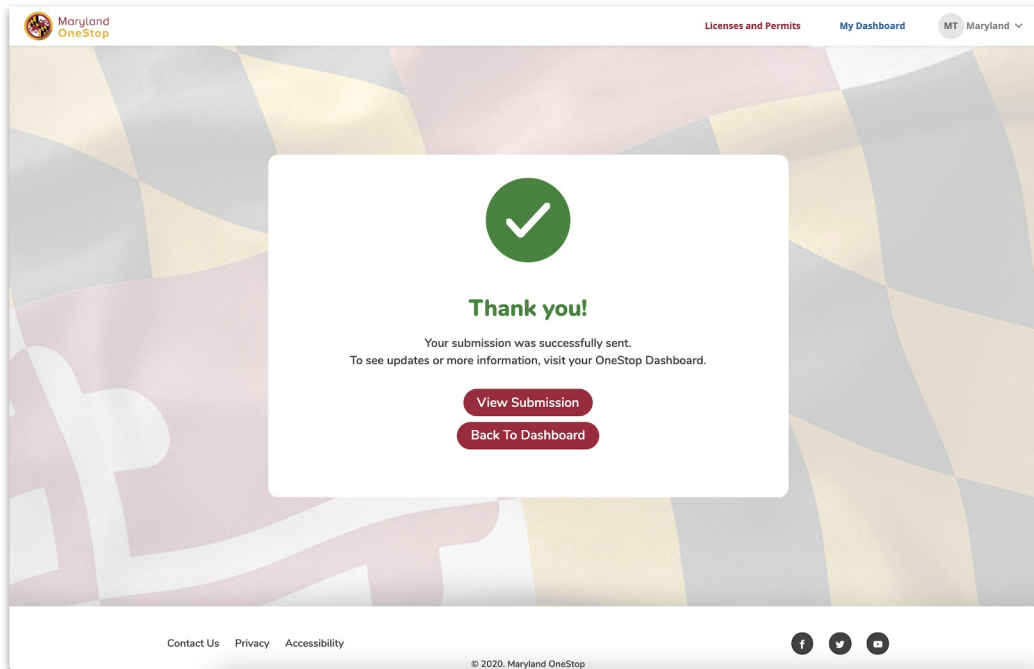 Maryland
OneStop
Licenses and Permits
My Dashboard
MT
Maryland
Thank you!
Your submission was successfully sent.
To see updates or more information, visit your OneStop Dashboard.
View Submission
Back To Dashboard
Contact Us
Privacy
Accessibility
© 2020. Maryland OneStop